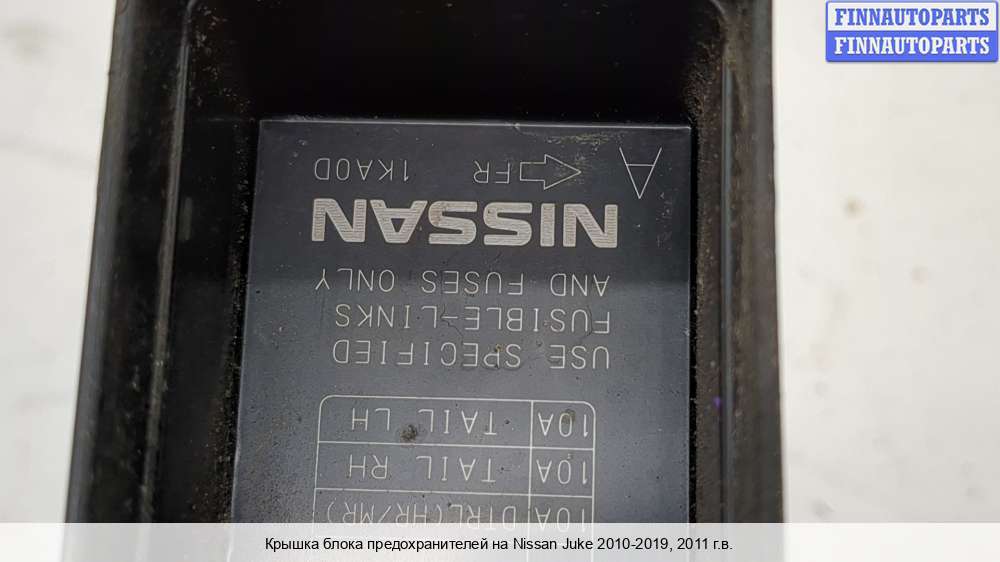 FINNAUTOPARTS
FINNAUTOPARTS
10A DTRL(HR/MR)
10A TAIL RH
10A TAIL LH
USE SPECIFIED
FUSIBLE-LINKS
AND FUSES ONLY
NISSAN
FR 1KA0D
Крышка блока предохранителей на Nissan Juke 2010-2019, 2011 г.в.